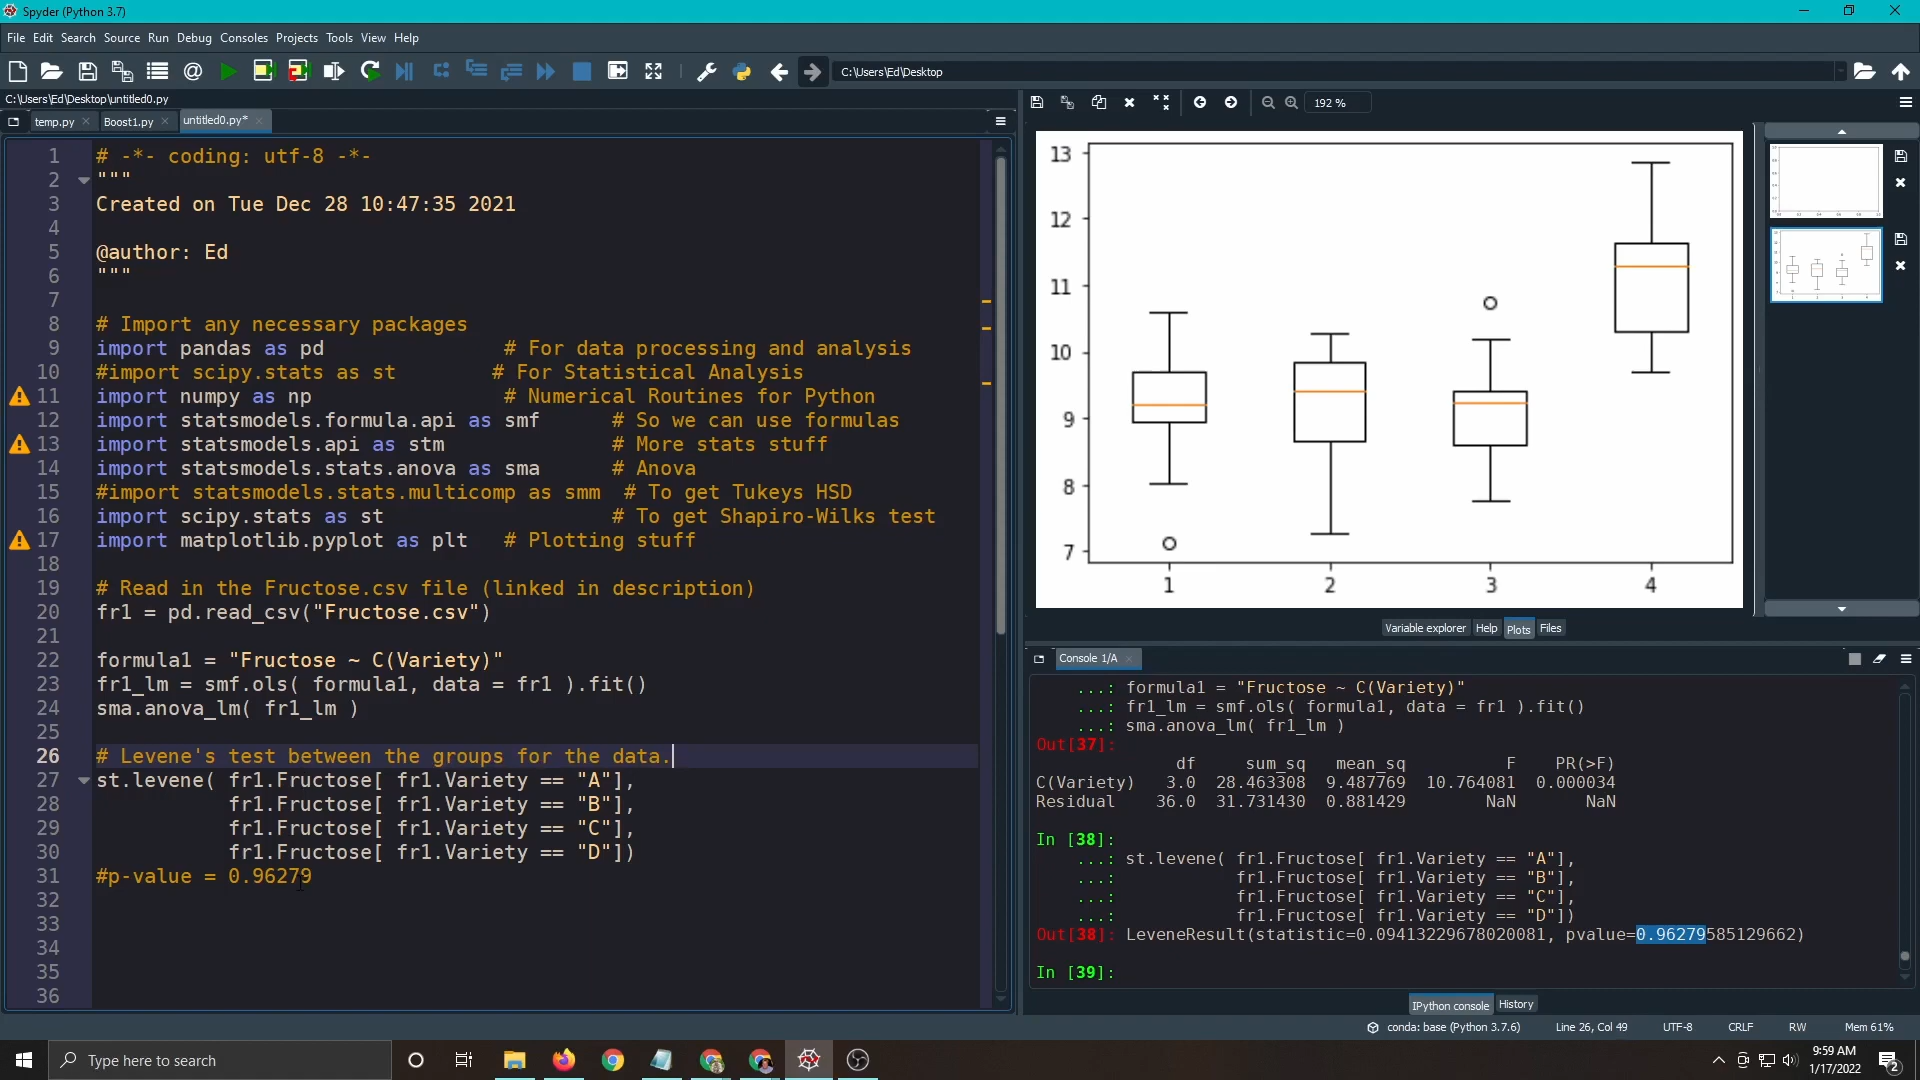 Spyder (Python 3.7)
File Edit Search Source Run Debug Consoles Projects Tools View Help
C:\Users\Ed\Desktop
C:\Users\Ed\Desktop\untitled0.py
temp.py Boost1.py untitled0.py*
1 # -*- coding: utf-8 -*-
2 """
3 Created on Tue Dec 28 10:47:35 2021
4
5 @author: Ed
6 """
7
8 # Import any necessary packages
9 import pandas as pd # For data processing and analysis
10 #import scipy.stats as st # For Statistical Analysis
11 import numpy as np # Numerical Routines for Python
12 import statsmodels.formula.api as smf # So we can use formulas
13 import statsmodels.api as stm # More stats stuff
14 import statsmodels.stats.anova as sma # Anova
15 #import statsmodels.stats.multicomp as smm # To get Tukeys HSD
16 import scipy.stats as st # To get Shapiro-Wilks test
17 import matplotlib.pyplot as plt # Plotting stuff
18
19 # Read in the Fructose.csv file (linked in description)
20 fr1 = pd.read_csv("Fructose.csv")
21
22 formula1 = "Fructose ~ C(Variety)"
23 fr1_lm = smf.ols( formula1, data = fr1 ).fit()
24 sma.anova_lm( fr1_lm )
25
26 # Levene's test between the groups for the data.
27 st.levene( fr1.Fructose[ fr1.Variety == "A"],
28 fr1.Fructose[ fr1.Variety == "B"],
29 fr1.Fructose[ fr1.Variety == "C"],
30 fr1.Fructose[ fr1.Variety == "D"])
31 #p-value = 0.96279
32
33
34
35
36
192 %
13
12
11
10
9
8
7
1 2 3 4
Variable explorer Help Plots Files
Console 1/A
...: formula1 = "Fructose ~ C(Variety)"
...: fr1_lm = smf.ols( formula1, data = fr1 ).fit()
...: sma.anova_lm( fr1_lm )
Out[37]:
df sum_sq mean_sq F PR(>F)
C(Variety) 3.0 28.463308 9.487769 10.764081 0.000034
Residual 36.0 31.731430 0.881429 NaN NaN
In [38]:
...: st.levene( fr1.Fructose[ fr1.Variety == "A"],
...: fr1.Fructose[ fr1.Variety == "B"],
...: fr1.Fructose[ fr1.Variety == "C"],
...: fr1.Fructose[ fr1.Variety == "D"])
Out[38]: LeveneResult(statistic=0.09413229678020081, pvalue=0.96279585129662)
In [39]:
IPython console History
conda: base (Python 3.7.6) Line 26, Col 49 UTF-8 CRLF RW Mem 61%
Type here to search
9:59 AM
1/17/2022
2